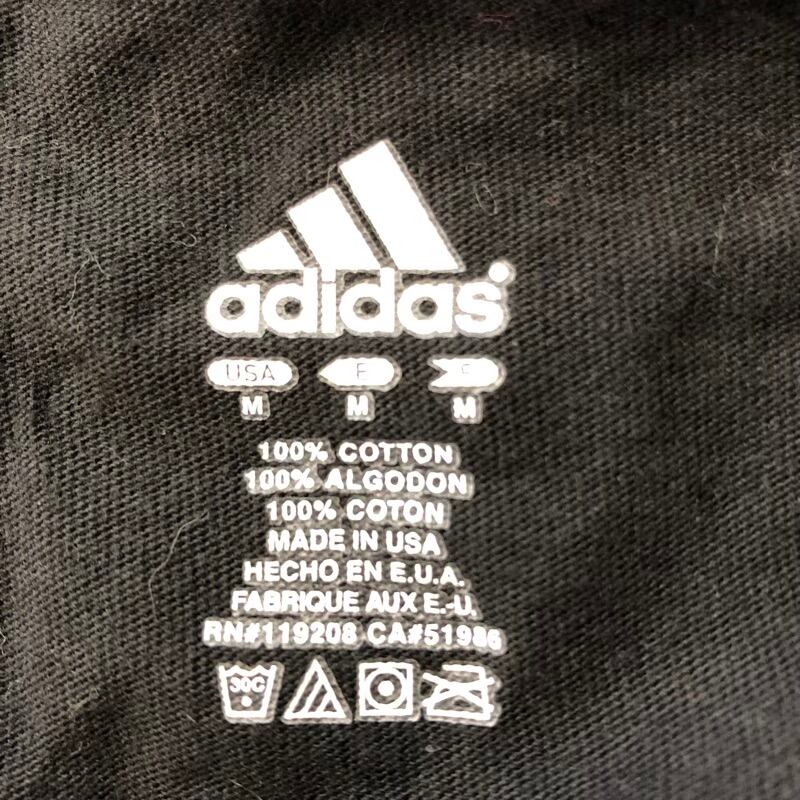 adidas®
USA E F
M M M
100% COTTON
100% ALGODON
100% COTON
MADE IN USA
HECHO EN E.U.A.
FABRIQUE AUX E.-U.
RN#119208 CA#51986
30C